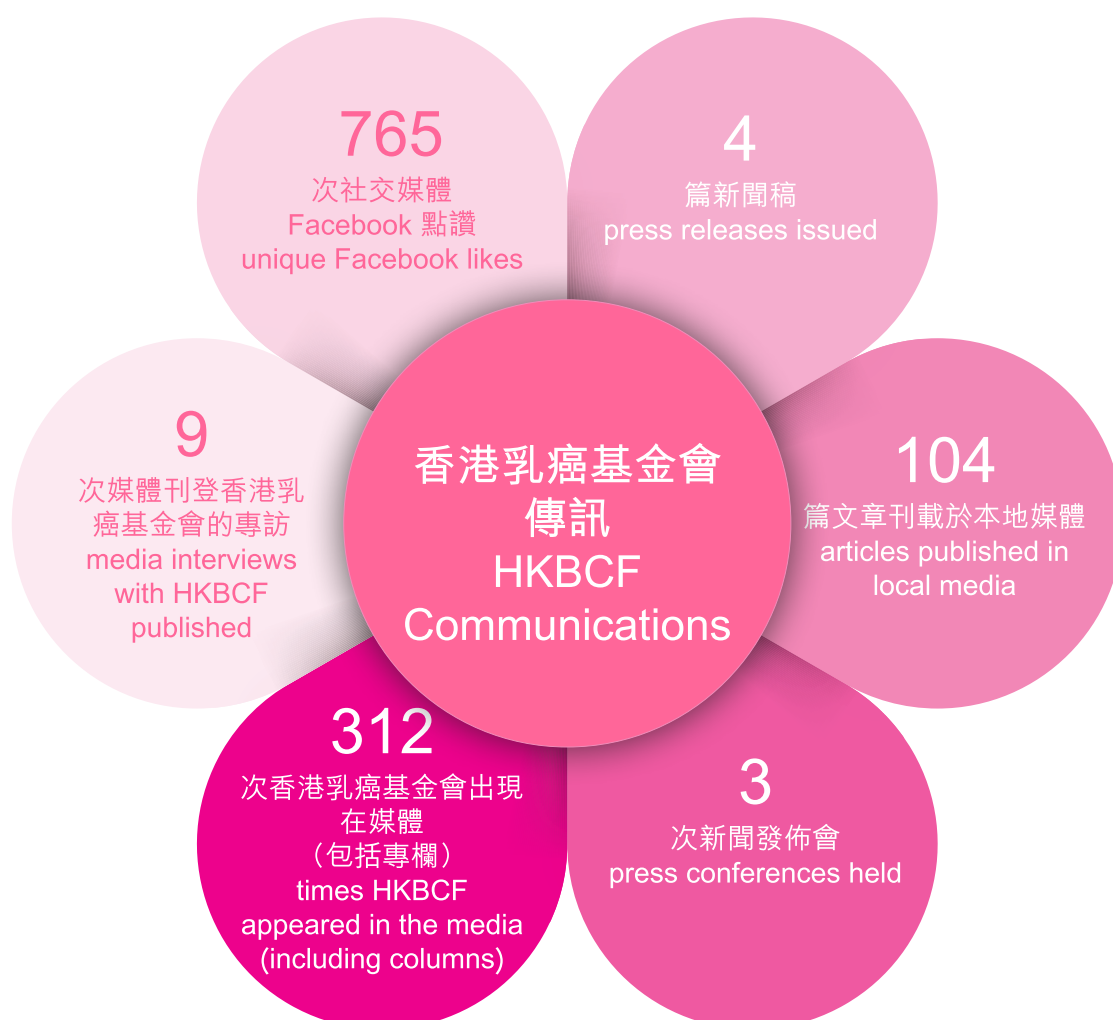 765
次社交媒體
Facebook 點讚
unique Facebook likes
4
篇新聞稿
press releases issued
9
次媒體刊登香港乳
癌基金會的專訪
media interviews
with HKBCF
published
香港乳癌基金會
傳訊
HKBCF
Communications
104
篇文章刊載於本地媒體
articles published in
local media
312
次香港乳癌基金會出現
在媒體
（包括專欄）
times HKBCF
appeared in the media
(including columns)
3
次新聞發佈會
press conferences held